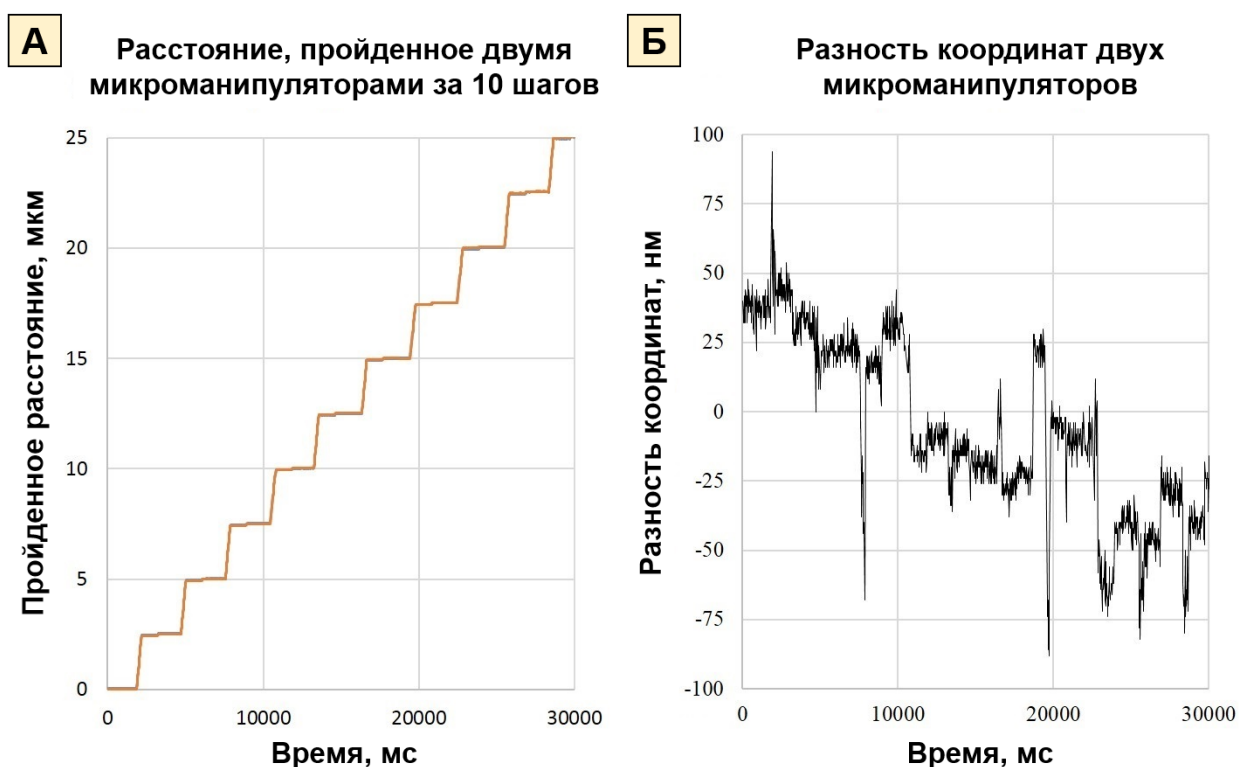 А
Расстояние, пройденное двумя
микроманипуляторами за 10 шагов
Пройденное расстояние, мкм
25
20
15
10
5
0
0 10000 20000 30000
Время, мс
Б
Разность координат двух
микроманипуляторов
Разность координат, нм
100
75
50
25
0
-25
-50
-75
-100
0 10000 20000 30000
Время, мс